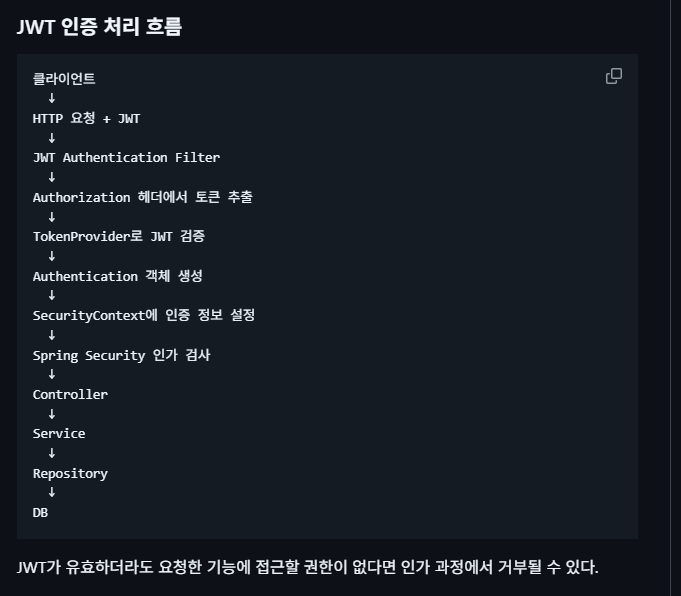 JWT 인증 처리 흐름
클라이언트
↓
HTTP 요청 + JWT
↓
JWT Authentication Filter
↓
Authorization 헤더에서 토큰 추출
↓
TokenProvider로 JWT 검증
↓
Authentication 객체 생성
↓
SecurityContext에 인증 정보 설정
↓
Spring Security 인가 검사
↓
Controller
↓
Service
↓
Repository
↓
DB
JWT가 유효하더라도 요청한 기능에 접근할 권한이 없다면 인가 과정에서 거부될 수 있다.